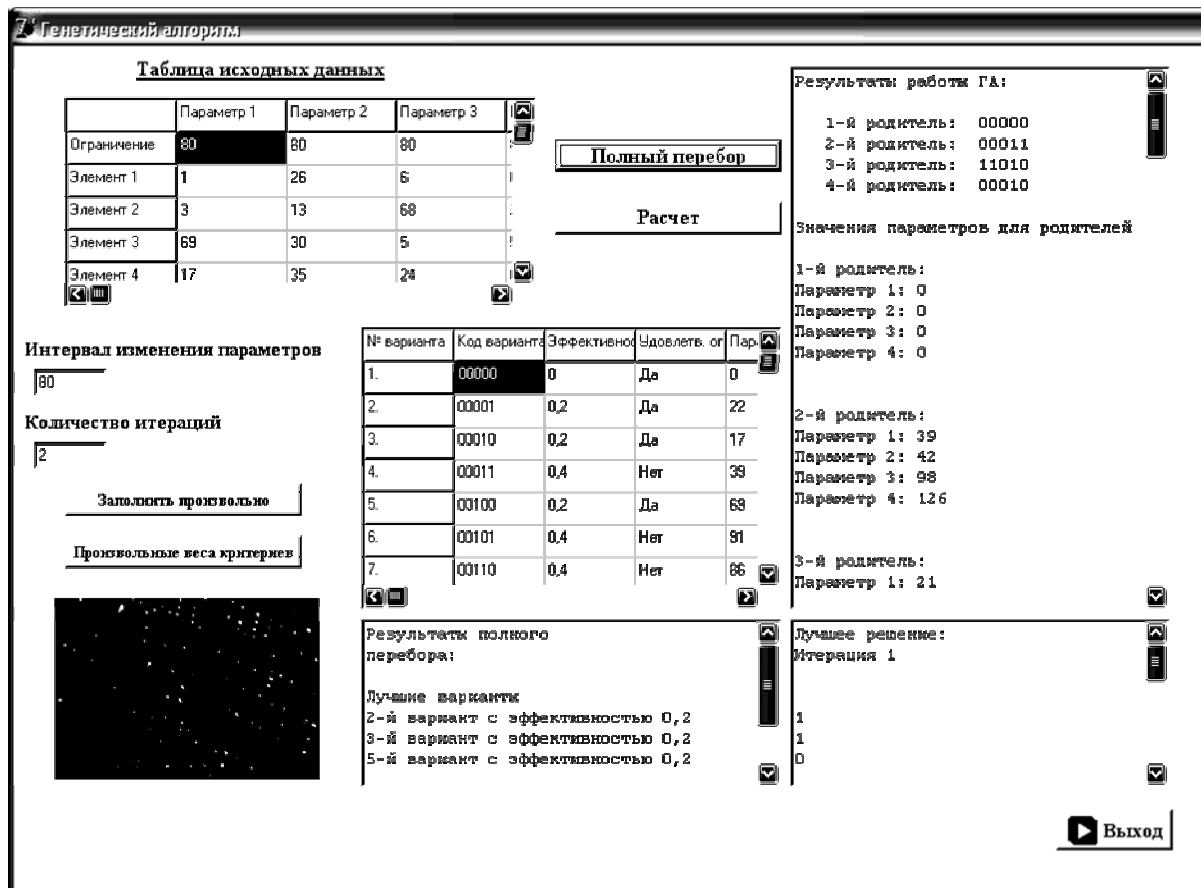 Генетический алгоритм
Таблица исходных данных
Параметр 1 Параметр 2 Параметр 3
Ограничение 80 80 80
Элемент 1 1 26 6
Элемент 2 3 13 68
Элемент 3 69 30 5
Элемент 4 17 35 24
Полный перебор
Расчет
Интервал изменения параметров
80
Количество итераций
2
Заполнить произвольно
Произвольные веса критериев
№ варианта Код варианта Эффективнос Удовлетв. ог Пар
1. 00000 0 Да 0
2. 00001 0,2 Да 22
3. 00010 0,2 Да 17
4. 00011 0,4 Нет 39
5. 00100 0,2 Да 69
6. 00101 0,4 Нет 91
7. 00110 0,4 Нет 86
Результаты полного
перебора:
Лучшие варианты
2-й вариант с эффективностью 0,2
3-й вариант с эффективностью 0,2
5-й вариант с эффективностью 0,2
Результаты работы ГА:
1-й родитель: 00000
2-й родитель: 00011
3-й родитель: 11010
4-й родитель: 00010
Значения параметров для родителей
1-й родитель:
Параметр 1: 0
Параметр 2: 0
Параметр 3: 0
Параметр 4: 0
2-й родитель:
Параметр 1: 39
Параметр 2: 42
Параметр 3: 98
Параметр 4: 126
3-й родитель:
Параметр 1: 21
Лучшее решение:
Итерация 1
1
1
0
Выход